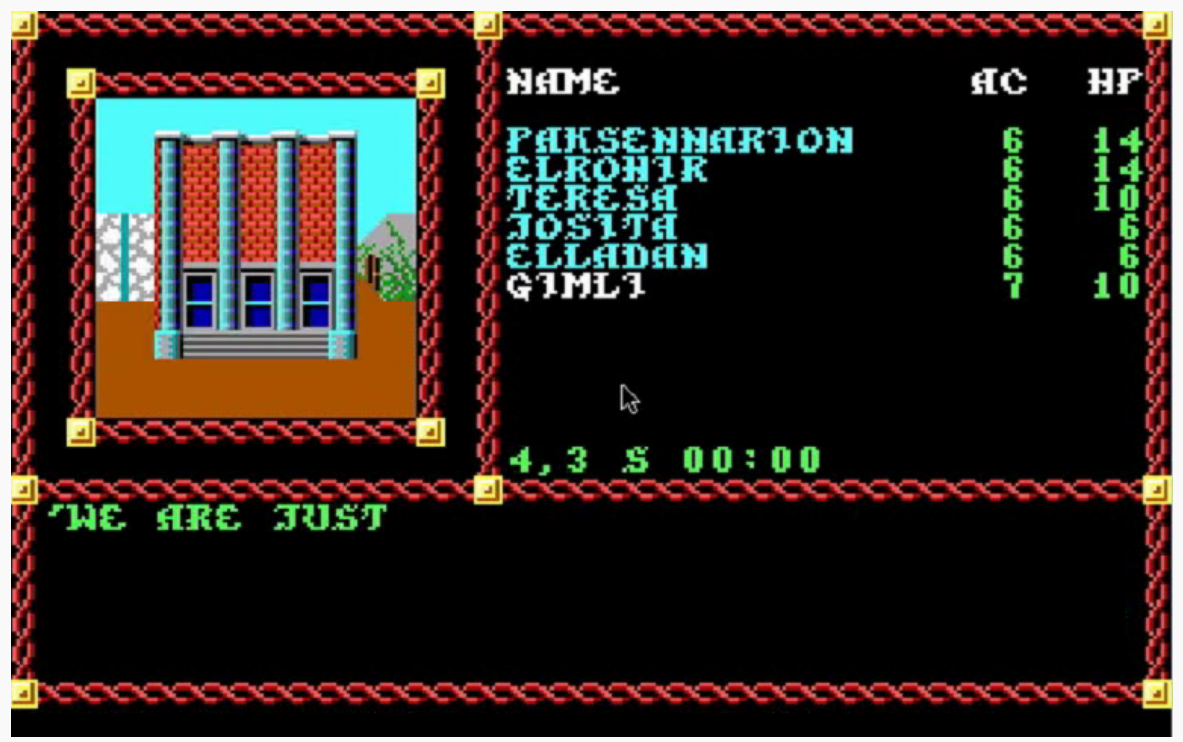 NAME AC HP
PAKSENNARION 6 14
ELROHIR 6 14
TERESA 6 10
JOSITA 6 6
ELLADAN 6 6
GIMLI 7 10
4,3 S 00:00
'WE ARE JUST